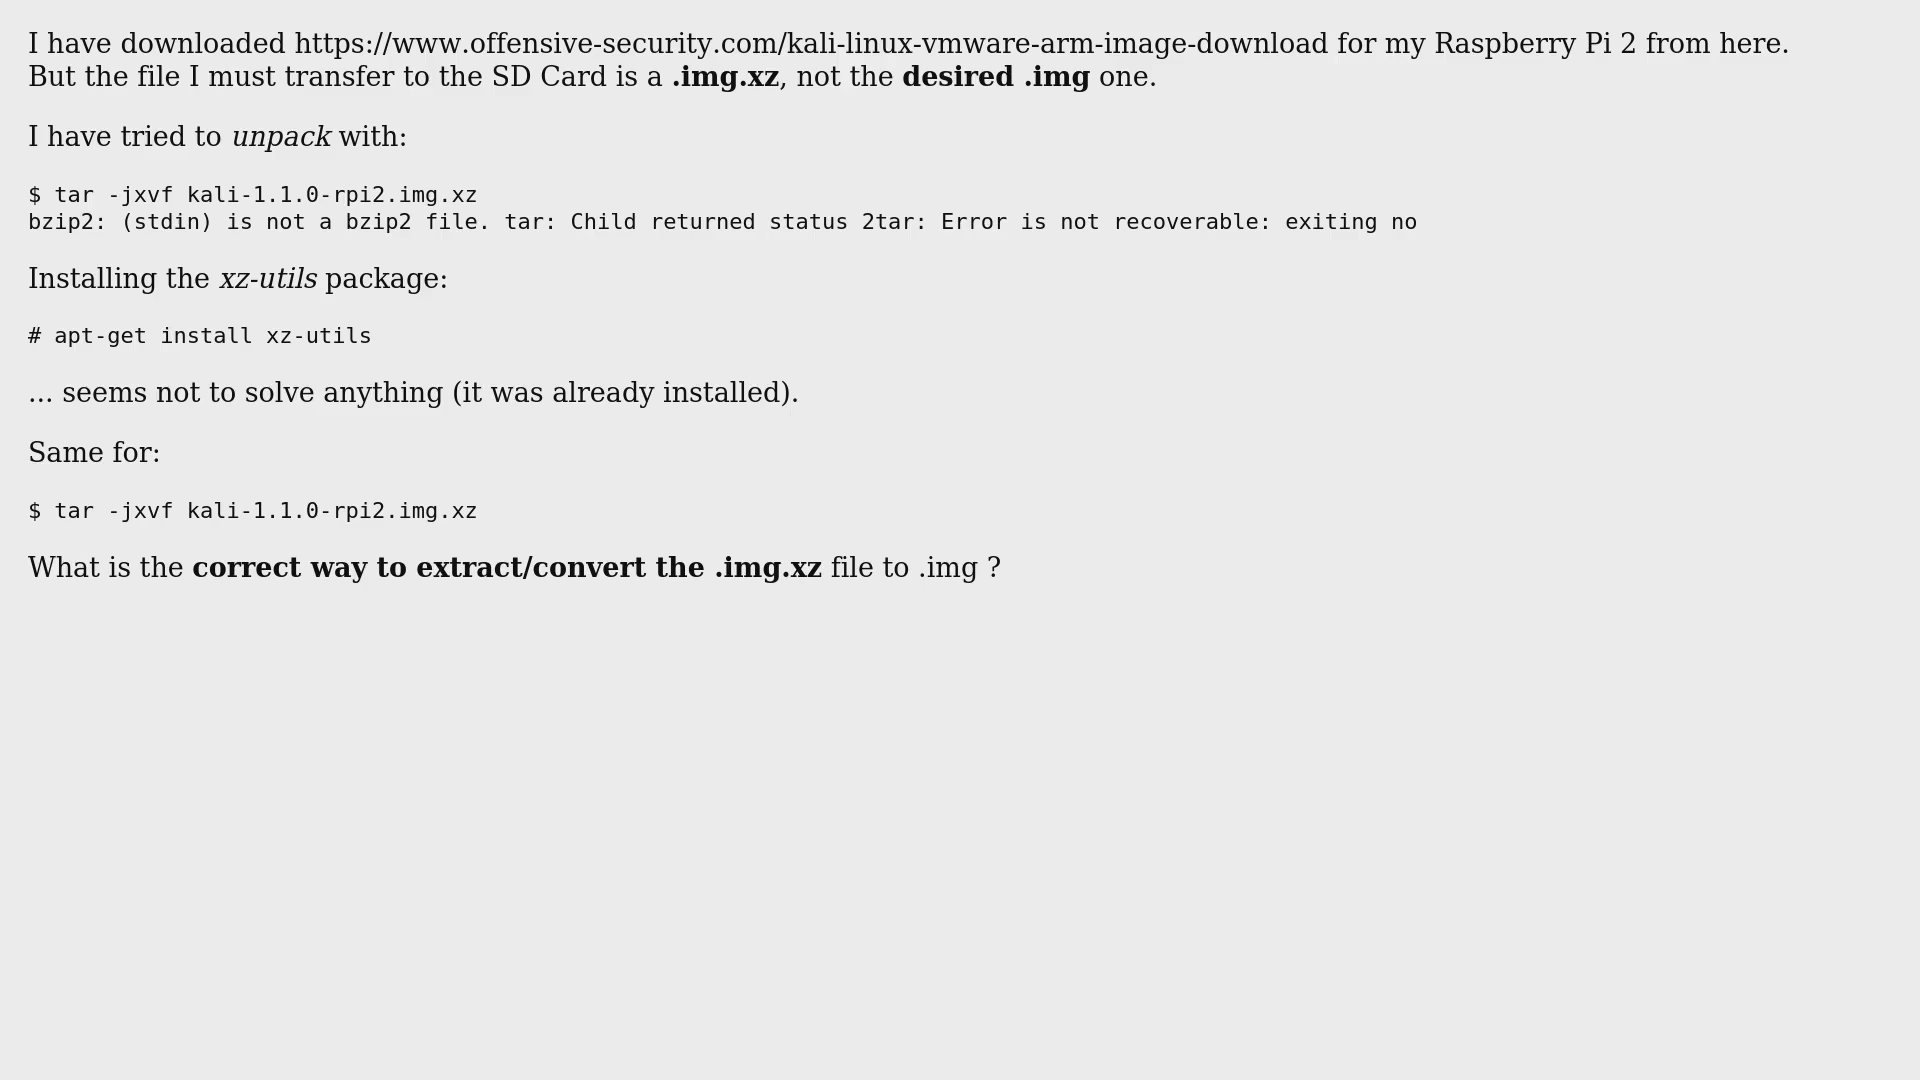 I have downloaded https://www.offensive-security.com/kali-linux-vmware-arm-image-download for my Raspberry Pi 2 from here.
But the file I must transfer to the SD Card is a .img.xz, not the desired .img one.
I have tried to unpack with:
$ tar -jxvf kali-1.1.0-rpi2.img.xz
bzip2: (stdin) is not a bzip2 file. tar: Child returned status 2tar: Error is not recoverable: exiting no
Installing the xz-utils package:
# apt-get install xz-utils
... seems not to solve anything (it was already installed).
Same for:
$ tar -jxvf kali-1.1.0-rpi2.img.xz
What is the correct way to extract/convert the .img.xz file to .img ?